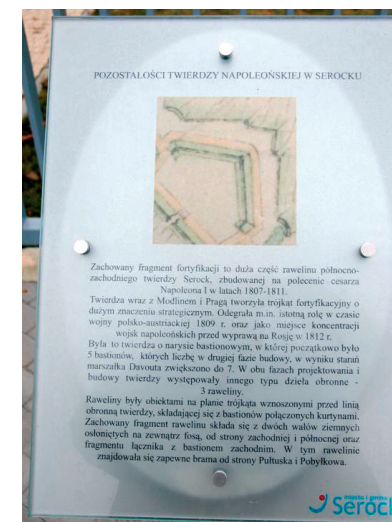 POZOSTAŁOŚCI TWIERDZY NAPOLEOŃSKIEJ W SEROCKU
Zachowany fragment fortyfikacji to duża część rawelinu północno-
zachodniego twierdzy Serock, zbudowanej na polecenie cesarza
Napoleona I w latach 1807-1811.
Twierdza wraz z Modlinem i Pragą tworzyła trójkąt fortyfikacyjny o
dużym znaczeniu strategicznym. Odegrała m.in. istotną rolę w czasie
wojny polsko-austriackiej 1809 r. oraz jako miejsce koncentracji
wojsk napoleońskich przed wyprawą na Rosję w 1812 r.
Była to twierdza o narysie bastionowym, w której początkowo było
5 bastionów, których liczbę w drugiej fazie budowy, w wyniku starań
marszałka Davouta zwiększono do 7. W obu fazach projektowania i
budowy twierdzy występowały innego typu dzieła obronne -
3 raweliny.
Raweliny były obiektami na planie trójkąta wznoszonymi przed linią
obronną twierdzy, składającej się z bastionów połączonych kurtynami.
Zachowany fragment rawelinu składa się z dwóch wałów ziemnych
osłoniętych na zewnątrz fosą, od strony zachodniej i północnej oraz
fragmentu łącznika z bastionem zachodnim. W tym rawelinie
znajdowała się zapewne brama od strony Pułtuska i Pobyłkowa.
miasto i gmina
Serock